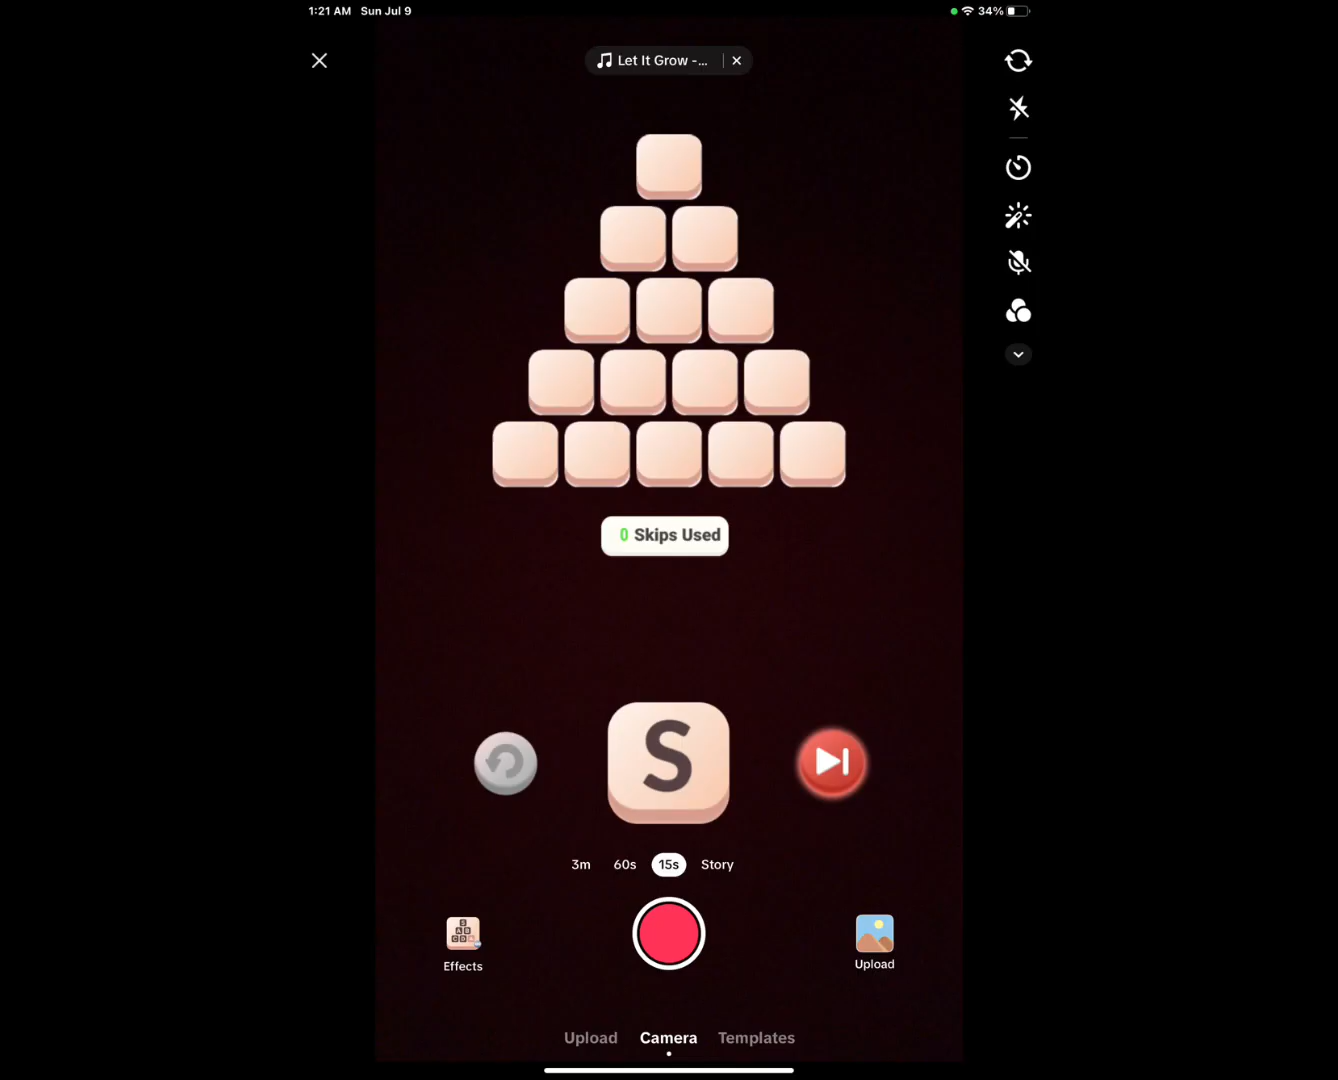 1:21 AM Sun Jul 9
34%
Let It Grow -...
0 Skips Used
S
3m 60s 15s Story
S
A B
C D
Effects
Upload
Upload Camera Templates